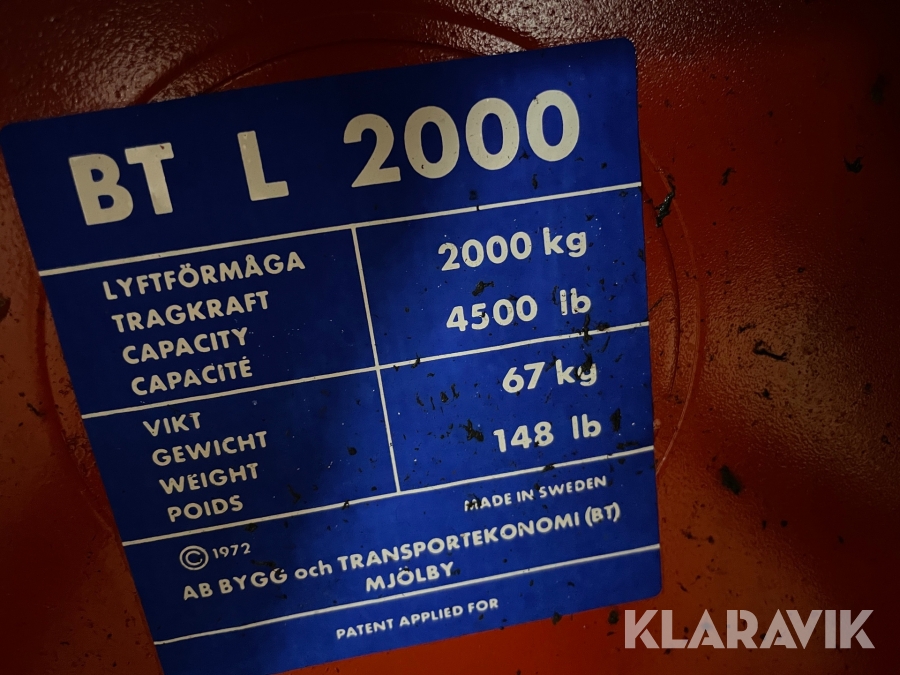 BT L 2000
LYFTFÖRMÅGA
TRAGKRAFT
CAPACITY
CAPACITÉ
2000 kg
4500 lb
VIKT
GEWICHT
WEIGHT
POIDS
67 kg
148 lb
MADE IN SWEDEN
© 1972
AB BYGG och TRANSPORTEKONOMI (BT)
MJÖLBY
PATENT APPLIED FOR
KLARAVIK